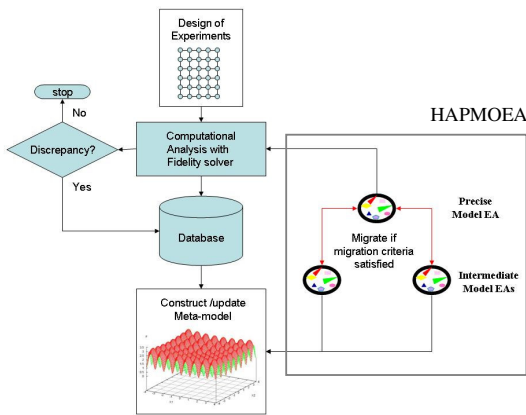 Design of
Experiments
stop
No
HAPMOEA
Discrepancy?
Computational
Analysis with
Fidelity solver
Yes
Precise
Model EA
Database
Migrate if
migration criteria
satisfied
Intermediate
Model EAs
Construct /update
Meta-model